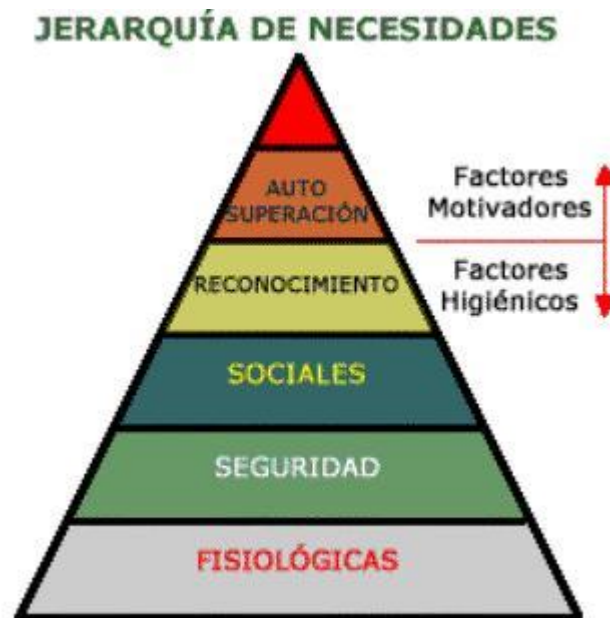 JERARQUÍA DE NECESIDADES
AUTO
SUPERACIÓN
Factores
Motivadores
RECONOCIMIENTO
Factores
Higiénicos
SOCIALES
SEGURIDAD
FISIOLÓGICAS